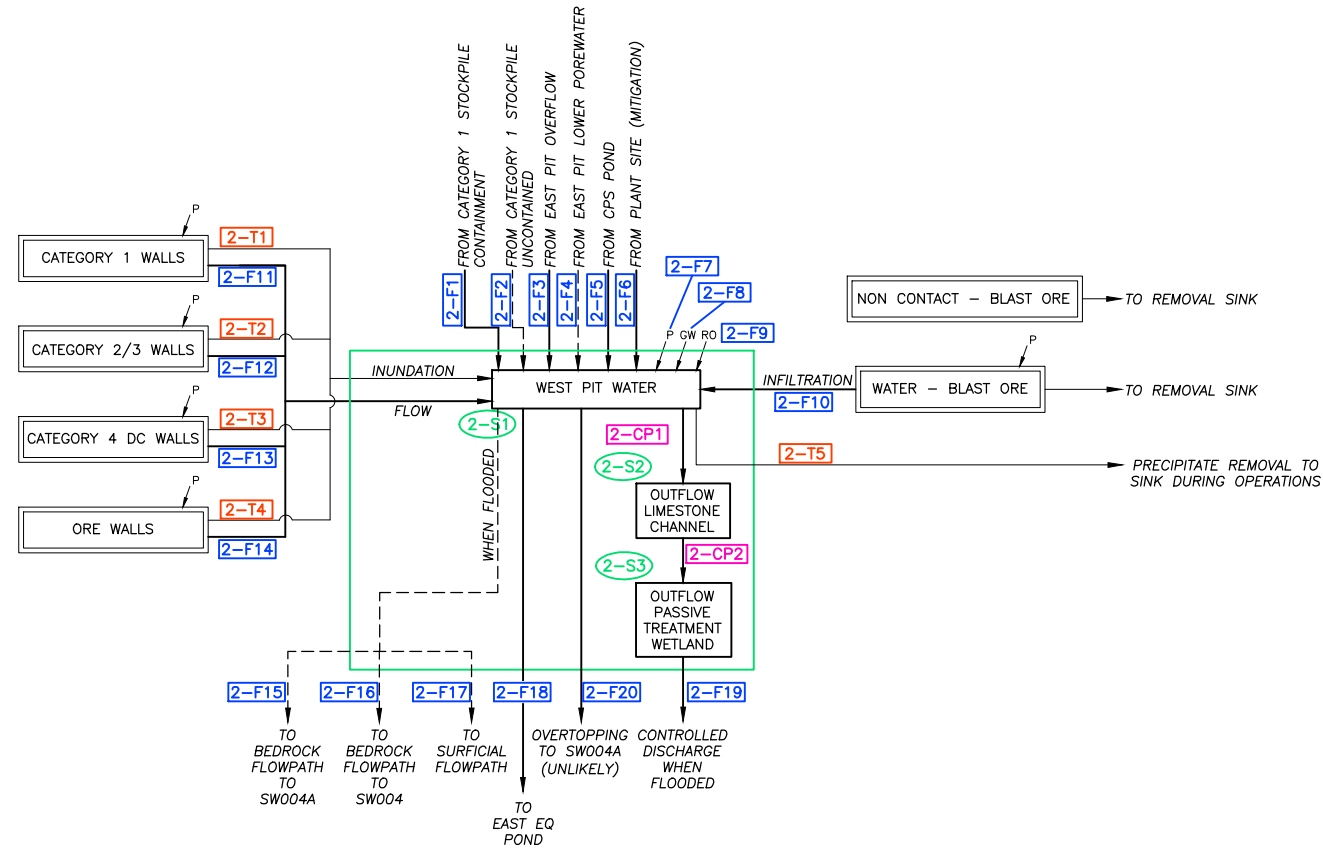 FROM CATEGORY 1 STOCKPILE
CONTAINMENT
FROM CATEGORY 1 STOCKPILE
UNCONTAINED
FROM EAST PIT OVERFLOW
FROM EAST PIT LOWER POREWATER
FROM CPS POND
FROM PLANT SITE (MITIGATION)
2-F1
2-F2
2-F3
2-F4
2-F5
2-F6
2-F7
2-F8
P GW RO
2-F9
P
CATEGORY 1 WALLS
2-T1
2-F11
P
CATEGORY 2/3 WALLS
2-T2
2-F12
P
CATEGORY 4 DC WALLS
2-T3
2-F13
P
ORE WALLS
2-T4
2-F14
INUNDATION
FLOW
WEST PIT WATER
NON CONTACT - BLAST ORE
TO REMOVAL SINK
P
INFILTRATION
2-F10
WATER - BLAST ORE
TO REMOVAL SINK
2-S1
WHEN FLOODED
2-CP1
2-T5
PRECIPITATE REMOVAL TO
SINK DURING OPERATIONS
2-S2
OUTFLOW
LIMESTONE
CHANNEL
2-CP2
2-S3
OUTFLOW
PASSIVE
TREATMENT
WETLAND
2-F15
2-F16
2-F17
2-F18
2-F20
2-F19
TO
BEDROCK
FLOWPATH
TO
SW004A
TO
BEDROCK
FLOWPATH
TO
SW004
TO
SURFICIAL
FLOWPATH
TO
EAST EQ
POND
OVERTOPPING
TO SW004A
(UNLIKELY)
CONTROLLED
DISCHARGE
WHEN
FLOODED